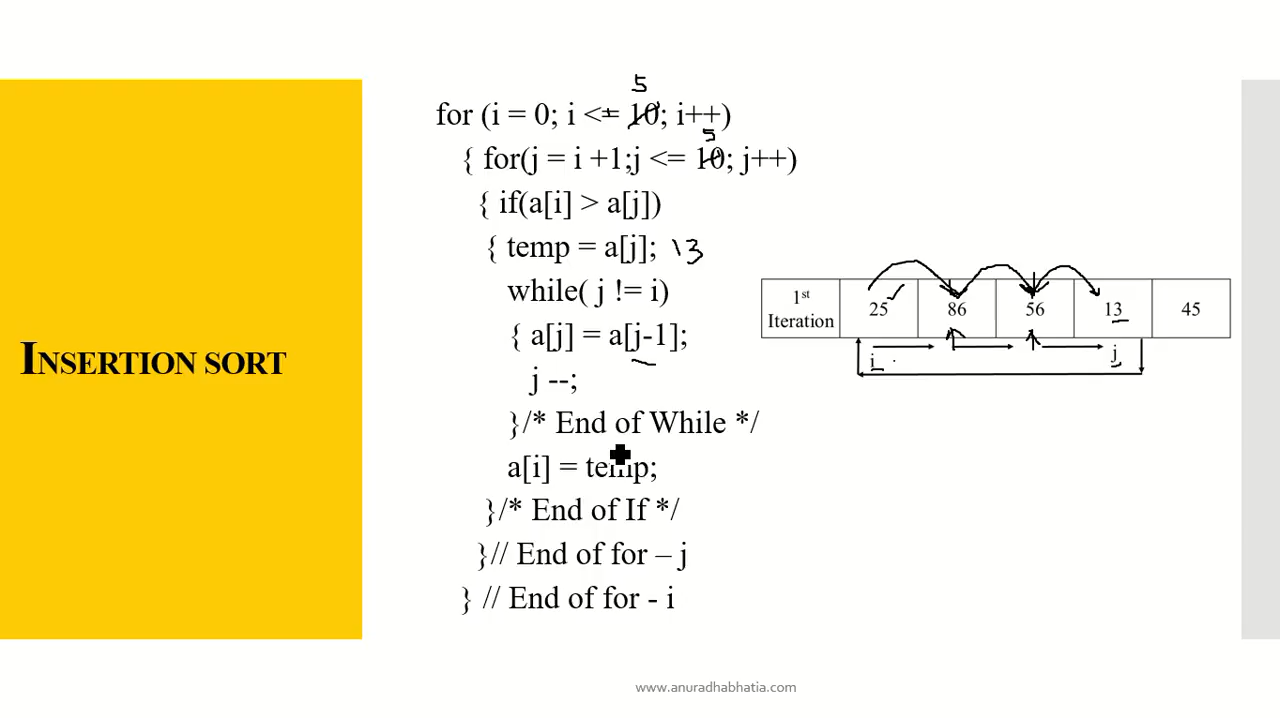 5
for (i = 0; i <= 10; i++)
5
{ for(j = i +1;j <= 10; j++)
{ if(a[i] > a[j])
{ temp = a[j]; 13
while( j != i)
{ a[j] = a[j-1];
j --;
}/* End of While */
a[i] = temp;
}/* End of If */
}// End of for – j
} // End of for - i
INSERTION SORT
1st
Iteration
25 86 56 13 45
i j
www.anuradhabhatia.com